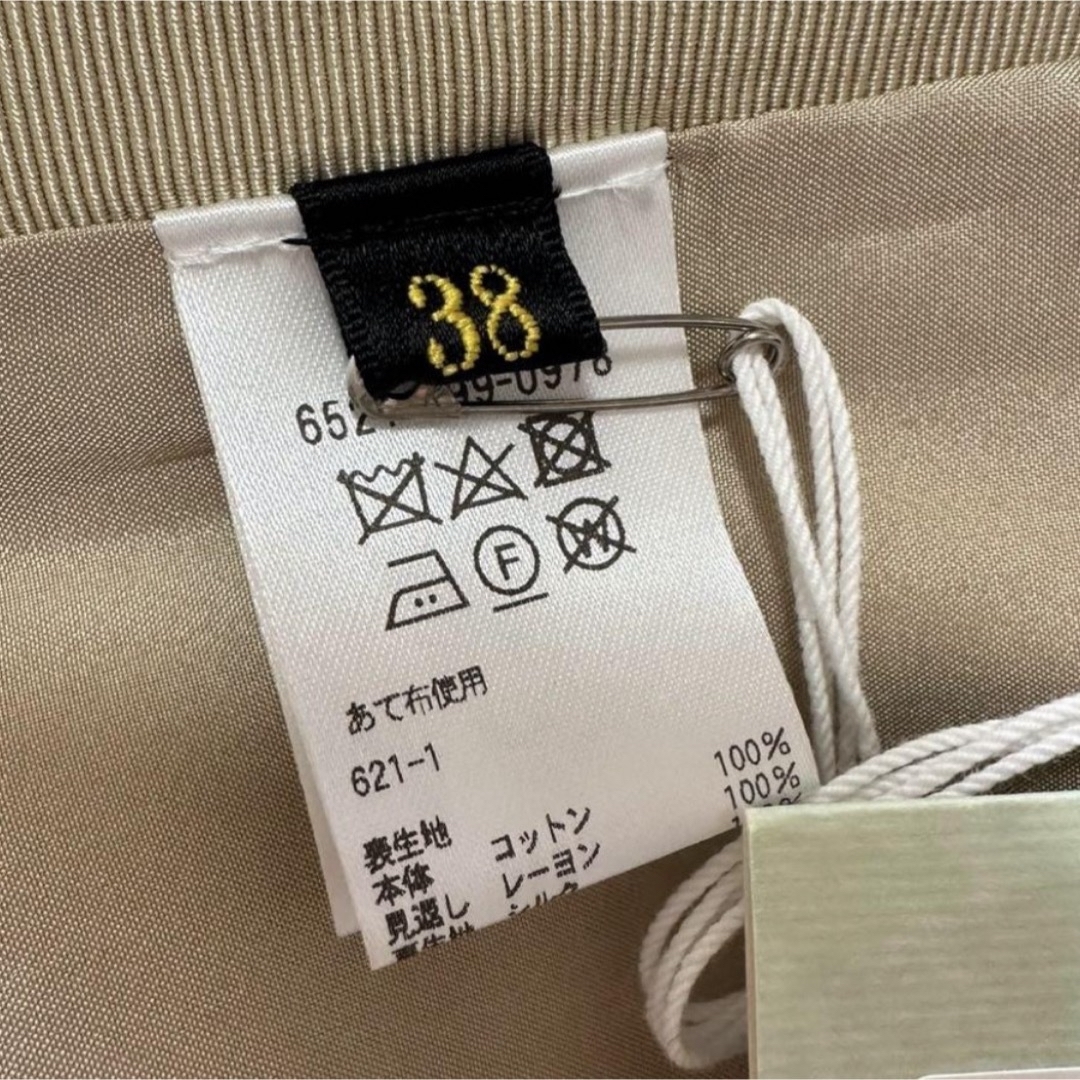 38
652 99-0978
F
W
あて布使用
621-1
表生地
本体 コットン 100%
見返し レーヨン 100%